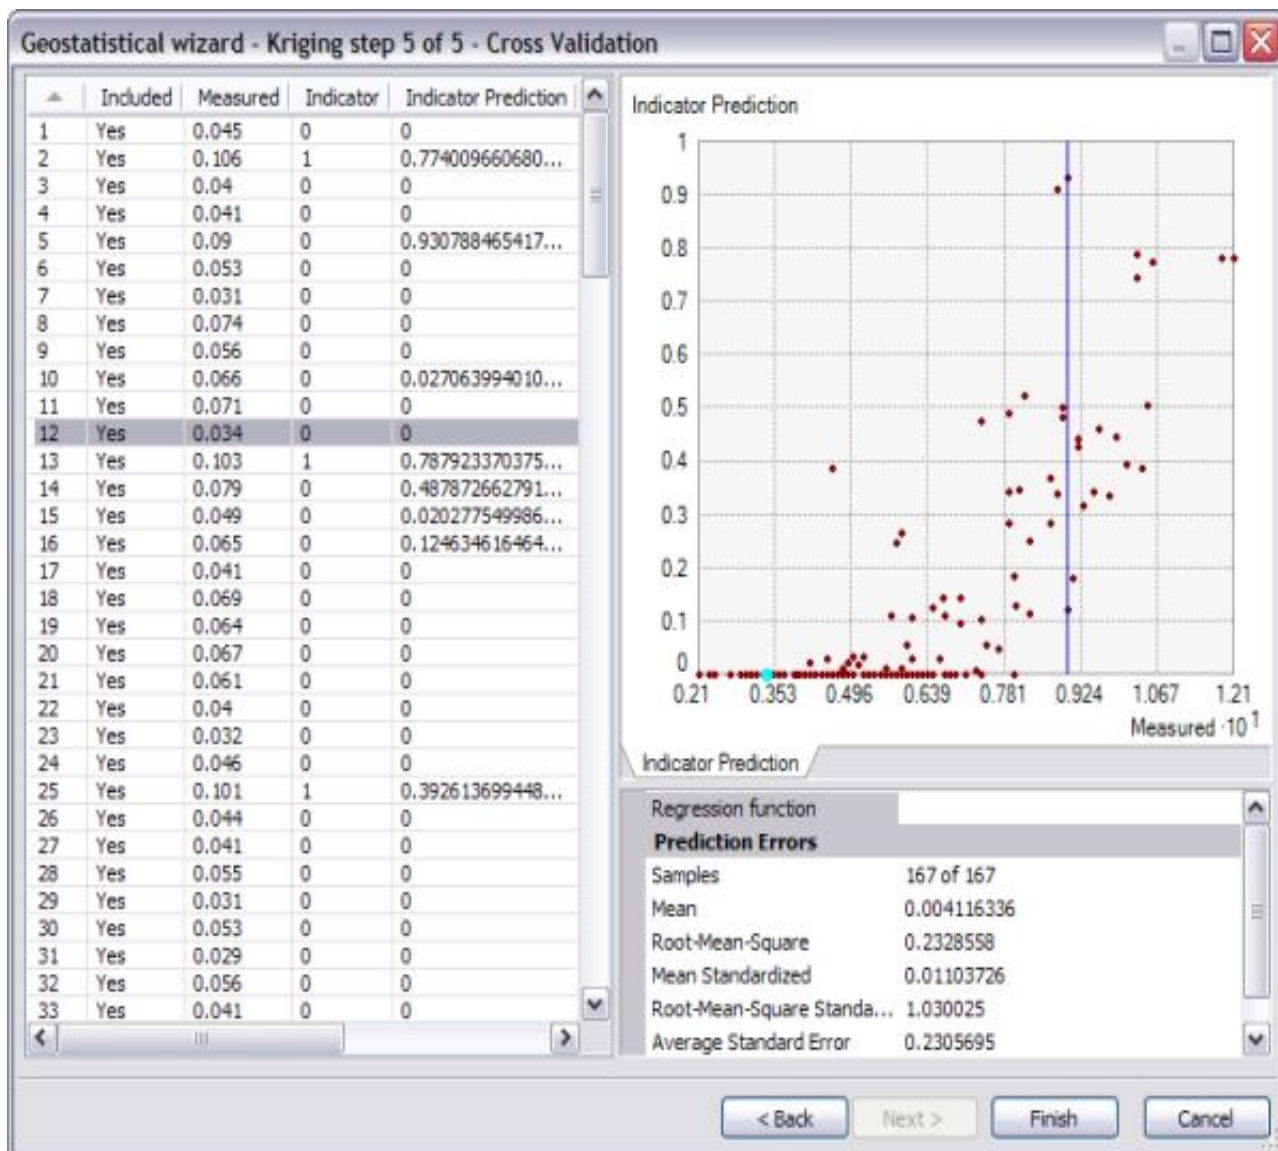 Geostatistical wizard - Kriging step 5 of 5 - Cross Validation
Included Measured Indicator Indicator Prediction
1 Yes 0.045 0 0
2 Yes 0.106 1 0.774009660680...
3 Yes 0.04 0 0
4 Yes 0.041 0 0
5 Yes 0.09 0 0.930788465417...
6 Yes 0.053 0 0
7 Yes 0.031 0 0
8 Yes 0.074 0 0
9 Yes 0.056 0 0
10 Yes 0.066 0 0.027063994010...
11 Yes 0.071 0 0
12 Yes 0.034 0 0
13 Yes 0.103 1 0.787923370375...
14 Yes 0.079 0 0.487872662791...
15 Yes 0.049 0 0.020277549986...
16 Yes 0.065 0 0.124634616464...
17 Yes 0.041 0 0
18 Yes 0.069 0 0
19 Yes 0.064 0 0
20 Yes 0.067 0 0
21 Yes 0.061 0 0
22 Yes 0.04 0 0
23 Yes 0.032 0 0
24 Yes 0.046 0 0
25 Yes 0.101 1 0.392613699448...
26 Yes 0.044 0 0
27 Yes 0.041 0 0
28 Yes 0.055 0 0
29 Yes 0.031 0 0
30 Yes 0.053 0 0
31 Yes 0.029 0 0
32 Yes 0.056 0 0
33 Yes 0.041 0 0
Indicator Prediction
1
0.9
0.8
0.7
0.6
0.5
0.4
0.3
0.2
0.1
0
0.21 0.353 0.496 0.639 0.781 0.924 1.067 1.21
Measured ·10 1
Indicator Prediction
Regression function
Prediction Errors
Samples 167 of 167
Mean 0.004116336
Root-Mean-Square 0.2328558
Mean Standardized 0.01103726
Root-Mean-Square Standa... 1.030025
Average Standard Error 0.2305695
< Back Next > Finish Cancel